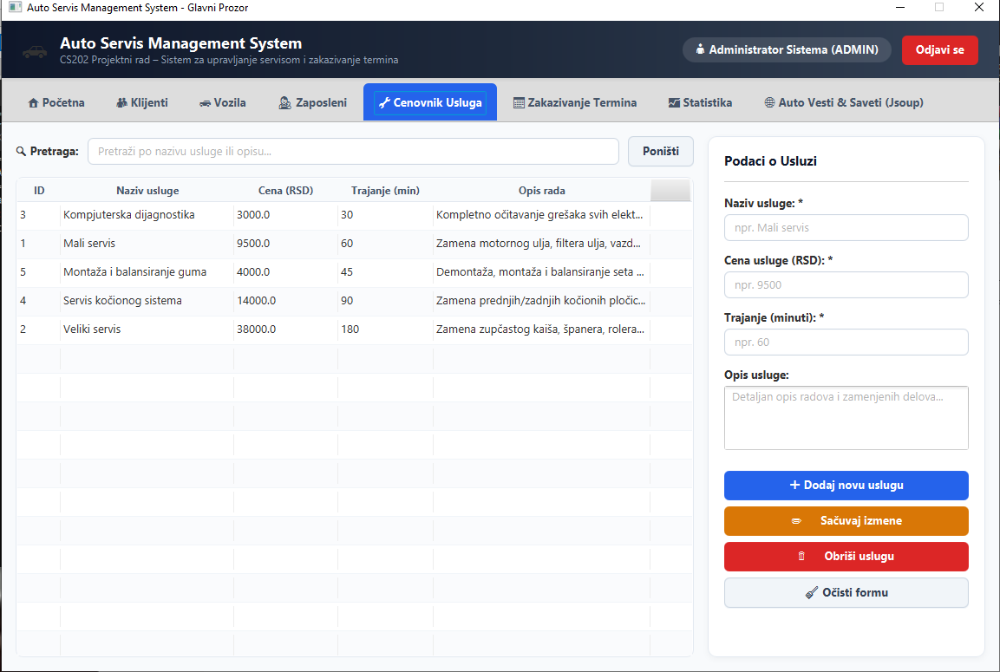 Auto Servis Management System - Glavni Prozor
Auto Servis Management System
CS202 Projektni rad – Sistem za upravljanje servisom i zakazivanje termina
Administrator Sistema (ADMIN)
Odjavi se
Početna
Klijenti
Vozila
Zaposleni
Cenovnik Usluga
Zakazivanje Termina
Statistika
Auto Vesti & Saveti (Jsoup)
Pretraga:
Pretraži po nazivu usluge ili opisu...
Poništi
ID Naziv usluge Cena (RSD) Trajanje (min) Opis rada
3 Kompjuterska dijagnostika 3000.0 30 Kompletno očitavanje grešaka svih elekt...
1 Mali servis 9500.0 60 Zamena motornog ulja, filtera ulja, vazd...
5 Montaža i balansiranje guma 4000.0 45 Demontaža, montaža i balansiranje seta ...
4 Servis kočionog sistema 14000.0 90 Zamena prednjih/zadnjih kočionih pločic...
2 Veliki servis 38000.0 180 Zamena zupčastog kaiša, španera, rolera...
Podaci o Usluzi
Naziv usluge: *
npr. Mali servis
Cena usluge (RSD): *
npr. 9500
Trajanje (minuti): *
npr. 60
Opis usluge:
Detaljan opis radova i zamenjenih delova...
+ Dodaj novu uslugu
Sačuvaj izmene
Obriši uslugu
Očisti formu